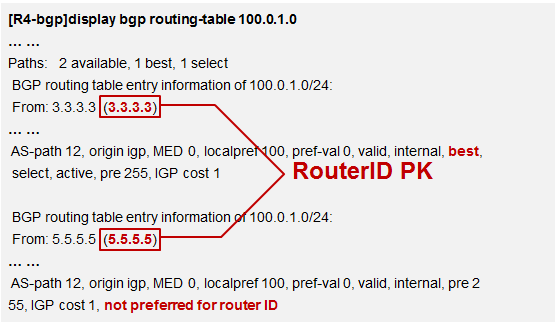 [R4-bgp]display bgp routing-table 100.0.1.0
... ...
Paths: 2 available, 1 best, 1 select
BGP routing table entry information of 100.0.1.0/24:
From: 3.3.3.3 (3.3.3.3)
... ...
AS-path 12, origin igp, MED 0, localpref 100, pref-val 0, valid, internal, best,
select, active, pre 255, IGP cost 1
RouterID PK
BGP routing table entry information of 100.0.1.0/24:
From: 5.5.5.5 (5.5.5.5)
... ...
AS-path 12, origin igp, MED 0, localpref 100, pref-val 0, valid, internal, pre 2
55, IGP cost 1, not preferred for router ID